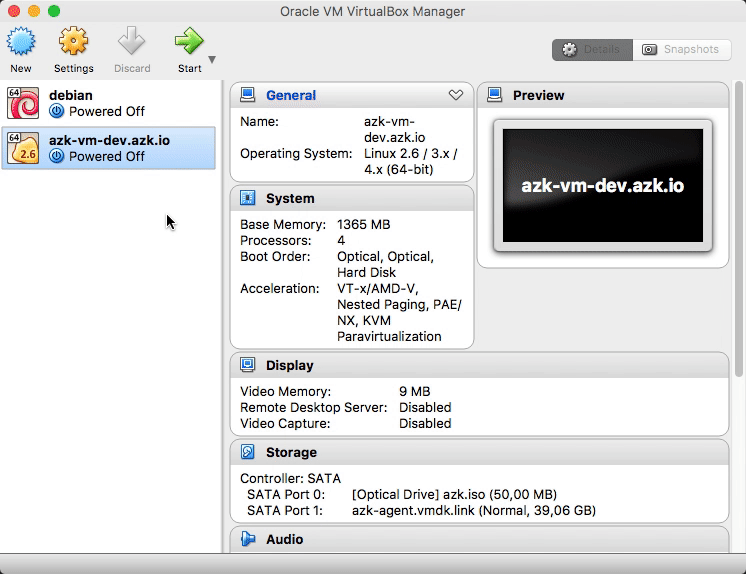 Oracle VM VirtualBox Manager
New
Settings
Discard
Start
Details
Snapshots
64
debian
Powered Off
64
2.6
azk-vm-dev.azk.io
Powered Off
General
Name: azk-vm-
dev.azk.io
Operating System: Linux 2.6 / 3.x /
4.x (64-bit)
Preview
azk-vm-dev.azk.io
System
Base Memory: 1365 MB
Processors: 4
Boot Order: Optical, Optical,
Hard Disk
Acceleration: VT-x/AMD-V,
Nested Paging, PAE/
NX, KVM
Paravirtualization
Display
Video Memory: 9 MB
Remote Desktop Server: Disabled
Video Capture: Disabled
Storage
Controller: SATA
SATA Port 0: [Optical Drive] azk.iso (50,00 MB)
SATA Port 1: azk-agent.vmdk.link (Normal, 39,06 GB)
Audio